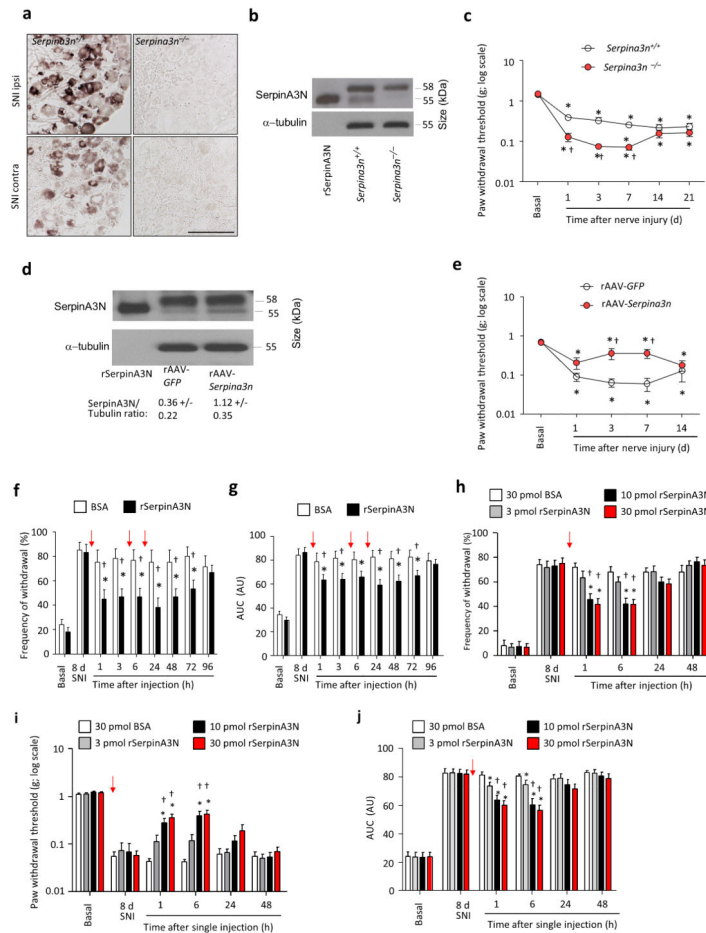 a
Serpina3n+/+
Serpina3n−/−
SNI ipsi
SNI contra
b
SerpinA3N
58
55
α−tubulin
55
Size (kDa)
rSerpinA3N
Serpina3n+/+
Serpina3n−/−
c
Serpina3n+/+
Serpina3n −/−
Paw withdrawal threshold (g; log scale)
10
1
0.1
0.01
* * * * *
* † *† * † * *
Basal
1 3 7 14 21
Time after nerve injury (d)
d
SerpinA3N
58
55
α−tubulin
55
Size (kDa)
rSerpinA3N
rAAV-GFP
rAAV-Serpina3n
SerpinA3N/
Tubulin ratio:
0.36 +/-
0.22
1.12 +/-
0.35
e
rAAV-GFP
rAAV-Serpina3n
Paw withdrawal threshold (g; log scale)
10
1
0.1
0.01
* * † * † *
* * * *
Basal
1 3 7 14
Time after nerve injury (d)
f
BSA
rSerpinA3N
Frequency of withdrawal (%)
100
80
60
40
20
0
† † † † † †
* * * * * *
Basal
8 d
SNI
1 3 6 24 48 72 96
Time after injection (h)
g
BSA
rSerpinA3N
AUC (AU)
100
80
60
40
20
0
† † † † † †
* * * * * *
Basal
8 d
SNI
1 3 6 24 48 72 96
Time after injection (h)
h
30 pmol BSA
3 pmol rSerpinA3N
10 pmol rSerpinA3N
30 pmol rSerpinA3N
Frequency of withdrawal (%)
100
80
60
40
20
0
† † † †
* * * *
Basal
8 d
SNI
1 6 24 48
Time after injection (h)
i
30 pmol BSA
3 pmol rSerpinA3N
10 pmol rSerpinA3N
30 pmol rSerpinA3N
Paw withdrawal threshold (g; log scale)
10
1
0.1
0.01
† † † †
* * * *
Basal
8 d
SNI
1 6 24 48
Time after single injection (h)
j
30 pmol BSA
3 pmol rSerpinA3N
10 pmol rSerpinA3N
30 pmol rSerpinA3N
AUC (AU)
100
80
60
40
20
0
* † † * † †
* * * *
Basal
8 d
SNI
1 6 24 48
Time after single injection (h)